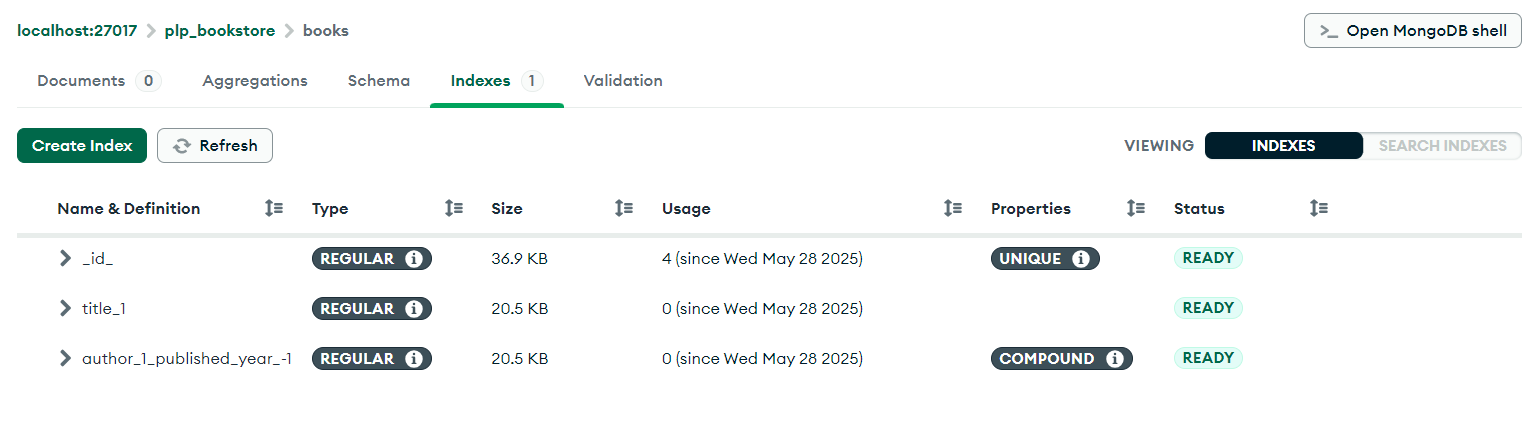 localhost:27017 > plp_bookstore > books
>_ Open MongoDB shell
Documents 0 Aggregations Schema Indexes 1 Validation
Create Index Refresh
VIEWING INDEXES SEARCH INDEXES
Name & Definition Type Size Usage Properties Status
_id_ REGULAR 36.9 KB 4 (since Wed May 28 2025) UNIQUE READY
title_1 REGULAR 20.5 KB 0 (since Wed May 28 2025) READY
author_1_published_year_-1 REGULAR 20.5 KB 0 (since Wed May 28 2025) COMPOUND READY